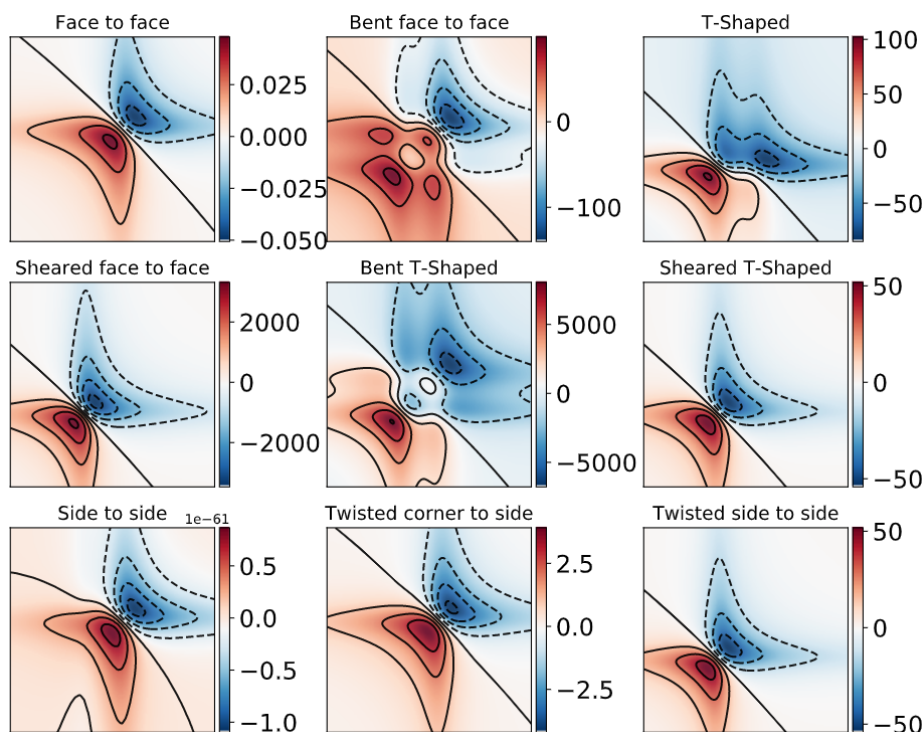 Face to face
0.025
0.000
−0.025
−0.050
Bent face to face
0
−100
T-Shaped
100
50
0
−50
Sheared face to face
2000
0
−2000
Bent T-Shaped
5000
0
−5000
Sheared T-Shaped
50
0
−50
Side to side
1e−61
0.5
0.0
−0.5
−1.0
Twisted corner to side
2.5
0.0
−2.5
Twisted side to side
50
0
−50